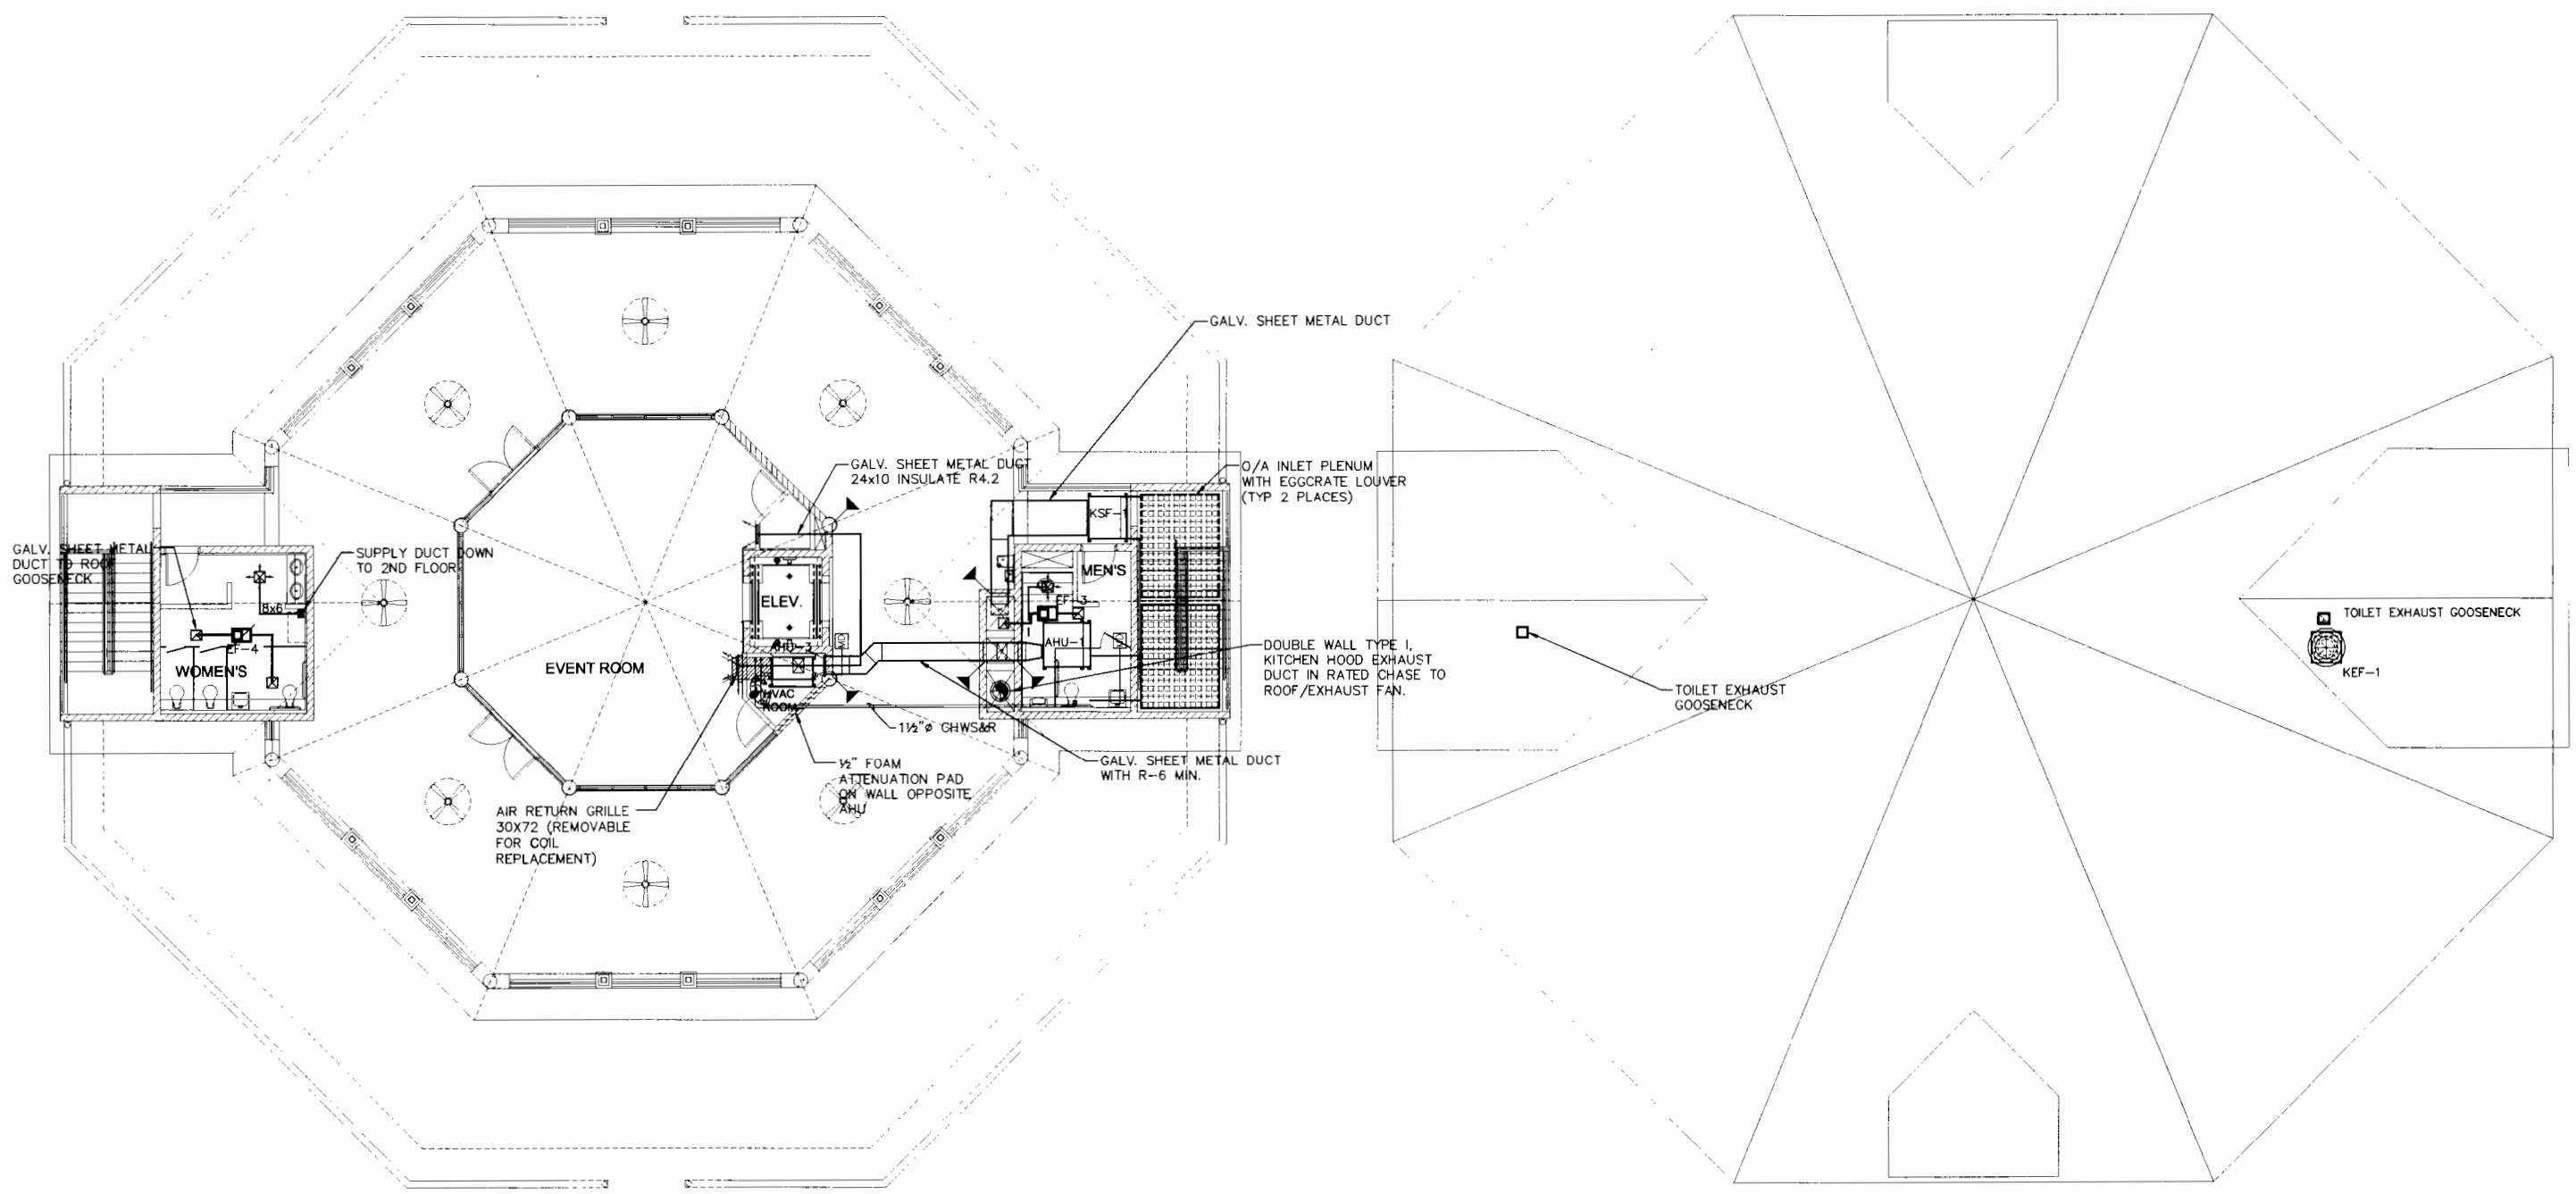 GALV. SHEET METAL DUCT
GALV. SHEET METAL DUCT
24x10 INSULATE R4.2
O/A INLET PLENUM
WITH EGGCRATE LOUVER
(TYP 2 PLACES)
KSF-1
GALV. SHEET METAL
DUCT TO ROOF
GOOSENECK
SUPPLY DUCT DOWN
TO 2ND FLOOR
8x6
EF-4
WOMEN'S
EVENT ROOM
ELEV.
AHU-3
HVAC
ROOM
MEN'S
EF-3
AHU-1
DOUBLE WALL TYPE I,
KITCHEN HOOD EXHAUST
DUCT IN RATED CHASE TO
ROOF/EXHAUST FAN.
1½"ø GHWS&R
½" FOAM
ATTENUATION PAD
ON WALL OPPOSITE
AHU
GALV. SHEET METAL DUCT
WITH R-6 MIN.
AIR RETURN GRILLE
30X72 (REMOVABLE
FOR COIL
REPLACEMENT)
TOILET EXHAUST
GOOSENECK
TOILET EXHAUST GOOSENECK
KEF-1